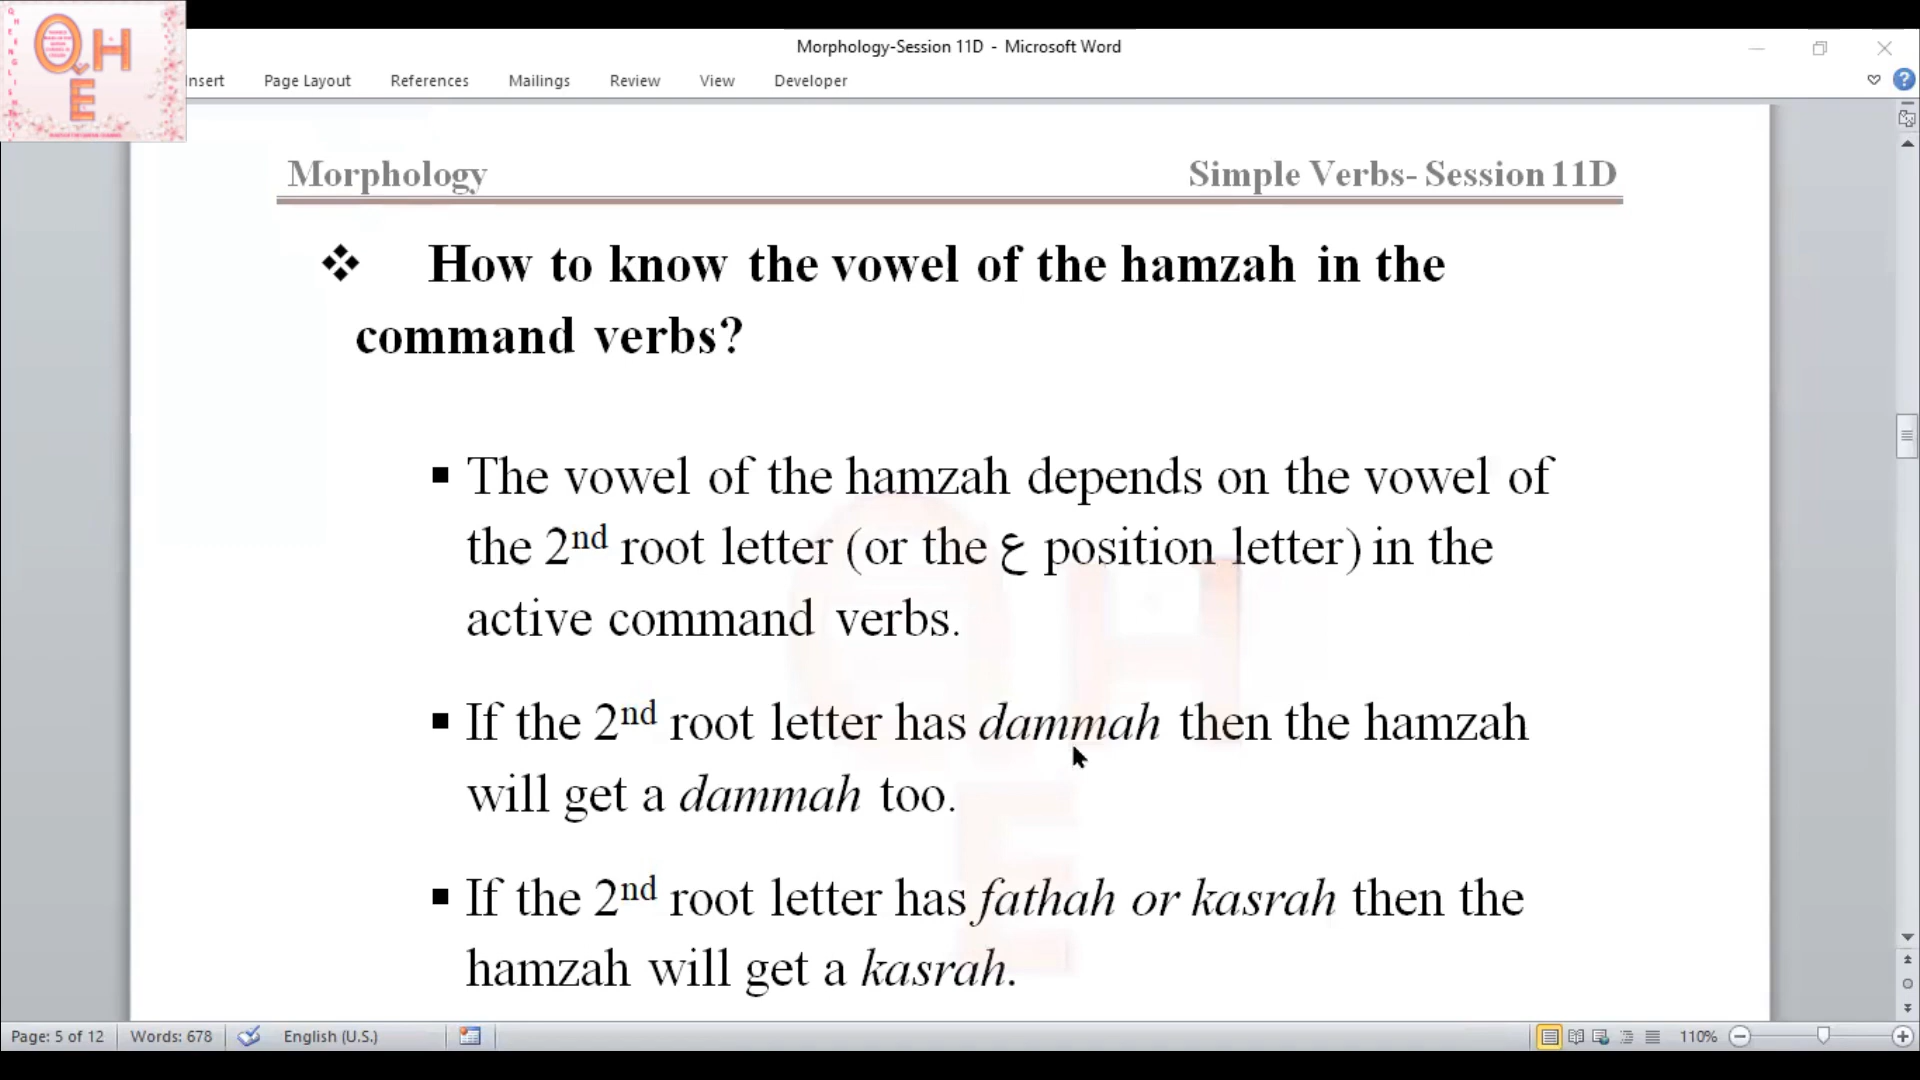 Morphology-Session 11D - Microsoft Word
QHE
Insert Page Layout References Mailings Review View Developer
Morphology Simple Verbs- Session 11D
❖ How to know the vowel of the hamzah in the
command verbs?
▪ The vowel of the hamzah depends on the vowel of
the 2nd root letter (or the ع position letter) in the
active command verbs.
▪ If the 2nd root letter has dammah then the hamzah
will get a dammah too.
▪ If the 2nd root letter has fathah or kasrah then the
hamzah will get a kasrah.
Page: 5 of 12 Words: 678 English (U.S.) 110%